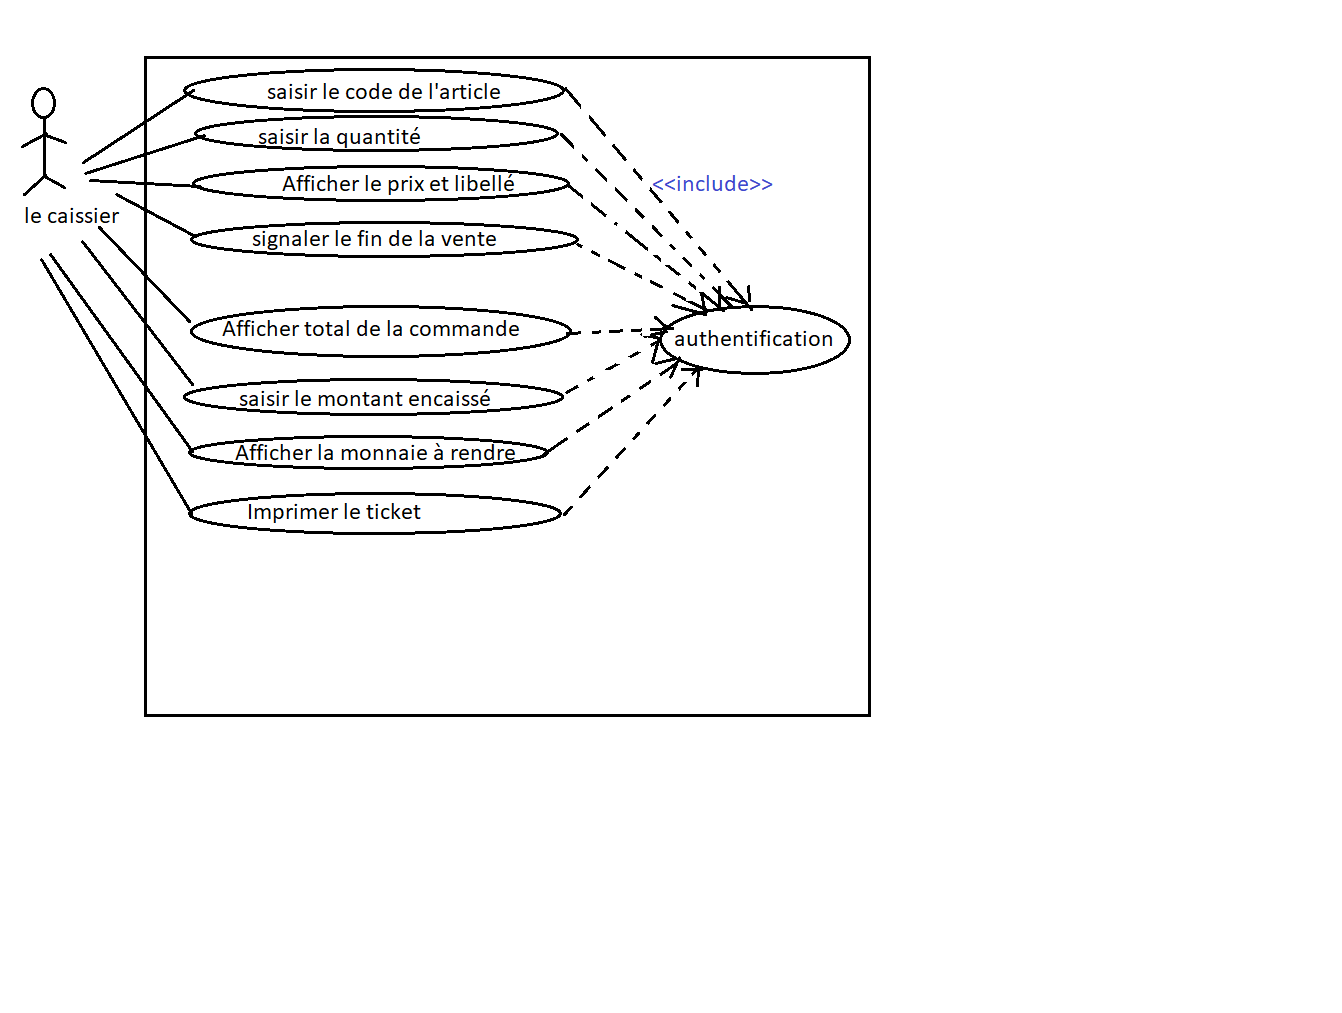 saisir le code de l'article
saisir la quantité
Afficher le prix et libellé
<<include>>
le caissier
signaler le fin de la vente
Afficher total de la commande
authentification
saisir le montant encaissé
Afficher la monnaie à rendre
Imprimer le ticket